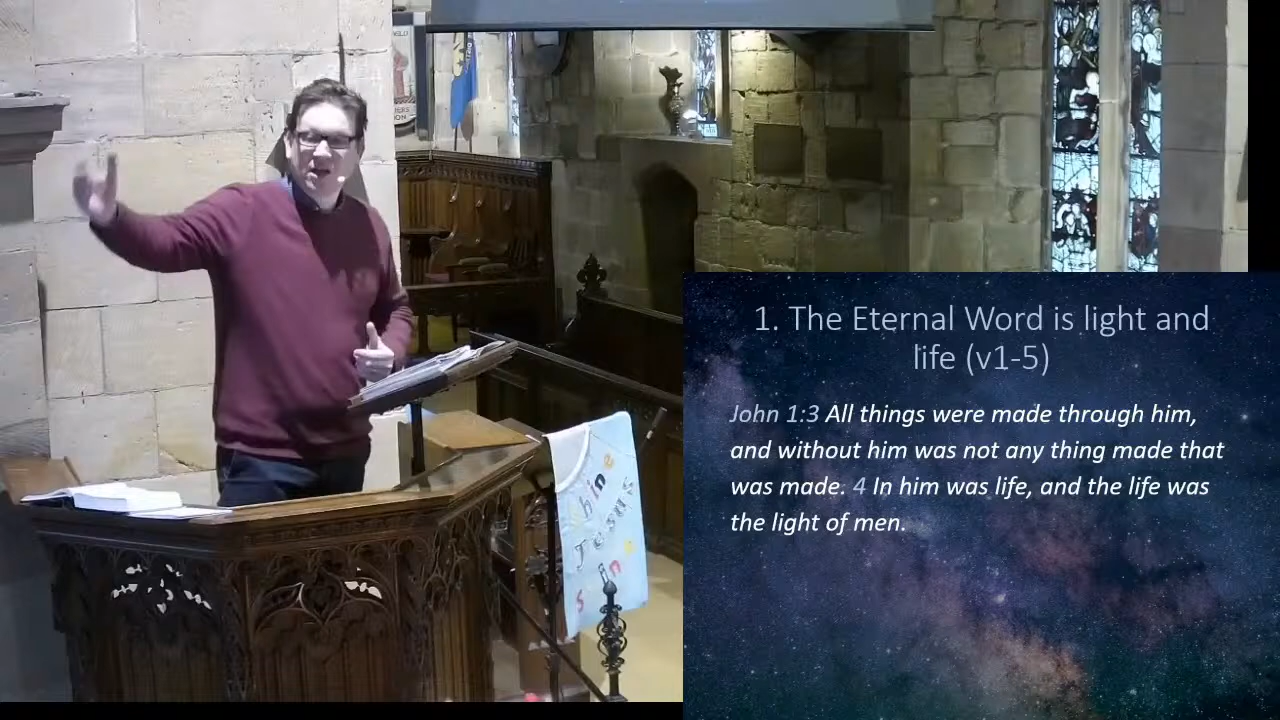 1. The Eternal Word is light and
life (v1-5)
John 1:3 All things were made through him,
and without him was not any thing made that
was made. 4 In him was life, and the life was
the light of men.
Shine
Jesus